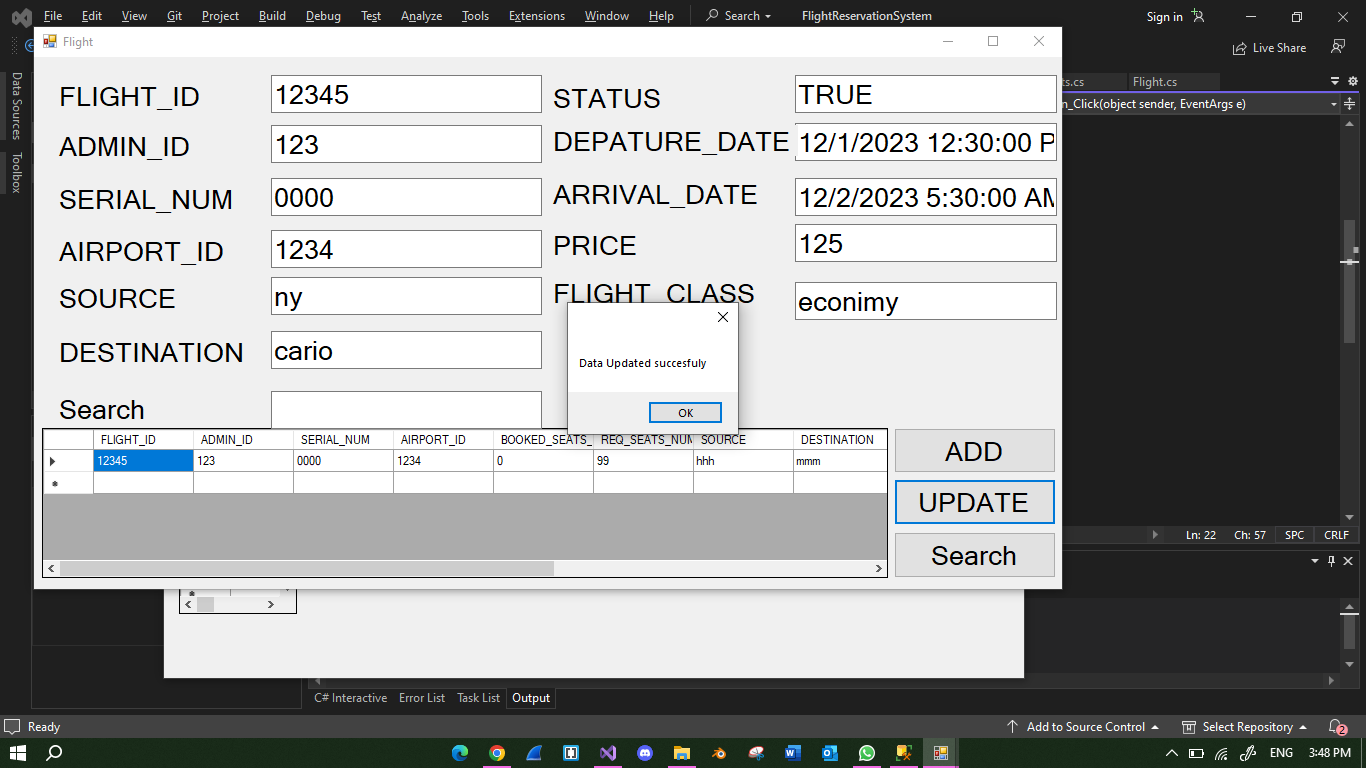 File Edit View Git Project Build Debug Test Analyze Tools Extensions Window Help Search FlightReservationSystem Sign in
Live Share
Flight
Data Sources
Toolbox
ts.cs Flight.cs
n_Click(object sender, EventArgs e)
FLIGHT_ID 12345 STATUS TRUE
ADMIN_ID 123 DEPATURE_DATE 12/1/2023 12:30:00 P
SERIAL_NUM 0000 ARRIVAL_DATE 12/2/2023 5:30:00 AM
AIRPORT_ID 1234 PRICE 125
SOURCE ny FLIGHT_CLASS econimy
DESTINATION cario
Data Updated succesfuly
OK
Search
FLIGHT_ID ADMIN_ID SERIAL_NUM AIRPORT_ID BOOKED_SEATS_ REQ_SEATS_NUM SOURCE DESTINATION
12345 123 0000 1234 0 99 hhh mmm
ADD
UPDATE
Search
Ln: 22 Ch: 57 SPC CRLF
C# Interactive Error List Task List Output
Ready Add to Source Control Select Repository 2
ENG 3:48 PM